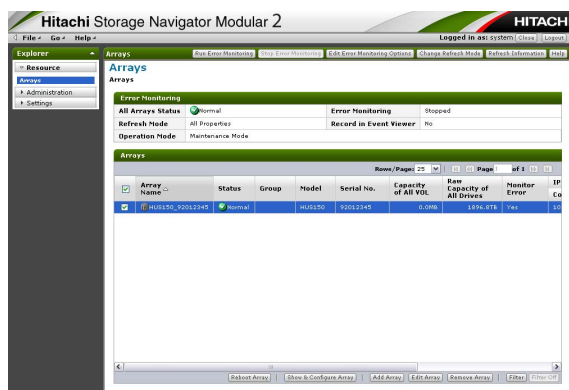 Hitachi Storage Navigator Modular 2
HITACH
File Go Help
Logged in as: system Close Logout
Explorer
Resource
Arrays
Administration
Settings
Arrays Run Error Monitoring Stop Error Monitoring Edit Error Monitoring Options Change Refresh Mode Refresh Information Help
Arrays
Arrays
Error Monitoring
All Arrays Status Normal Error Monitoring Stopped
Refresh Mode All Properties Record in Event Viewer No
Operation Mode Maintenance Mode
Arrays
Rows/Page: 25 Page 1 of 1
Array Name Status Group Model Serial No. Capacity of All VOL Raw Capacity of All Drives Monitor Error IP
Co
HUS150_92012345 Normal HUS150 92012345 0.0MB 1896.8TB Yes 10
Reboot Array Show & Configure Array Add Array Edit Array Remove Array Filter Filter Off